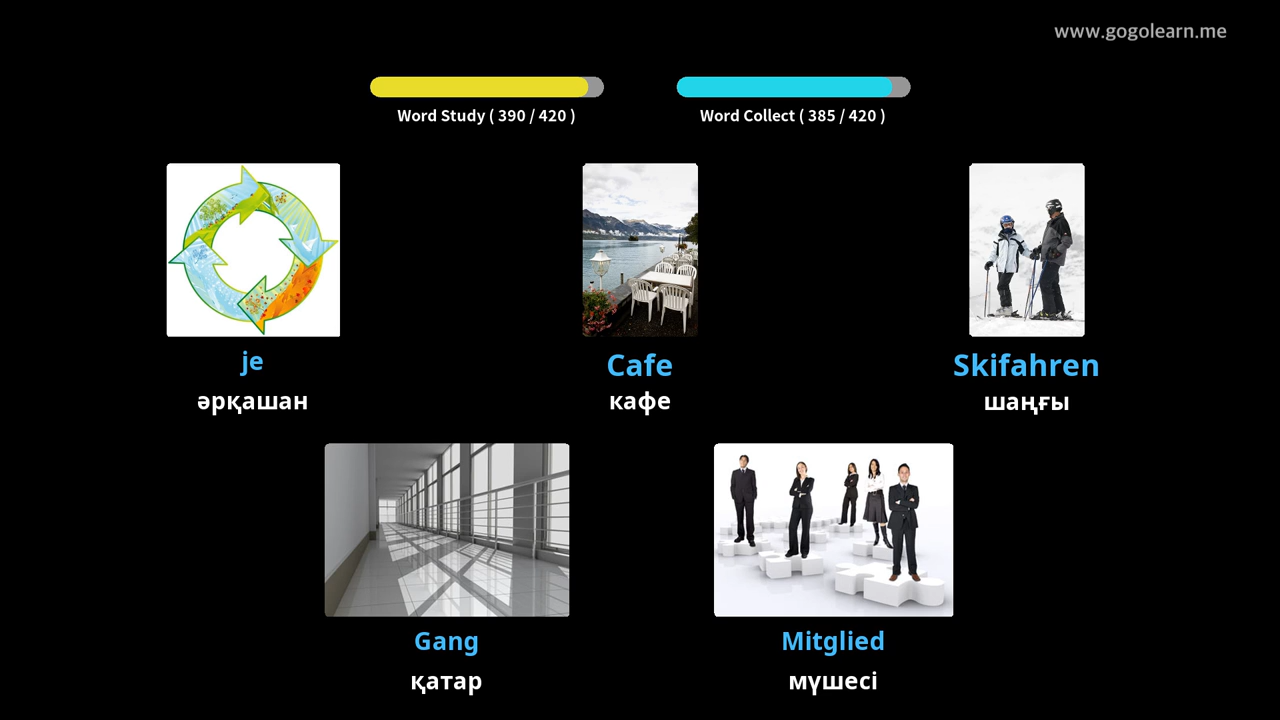 www.gogolearn.me
Word Study ( 390 / 420 )
Word Collect ( 385 / 420 )
je
әрқашан
Cafe
кафе
Skifahren
шаңғы
Gang
қатар
Mitglied
мүшесі